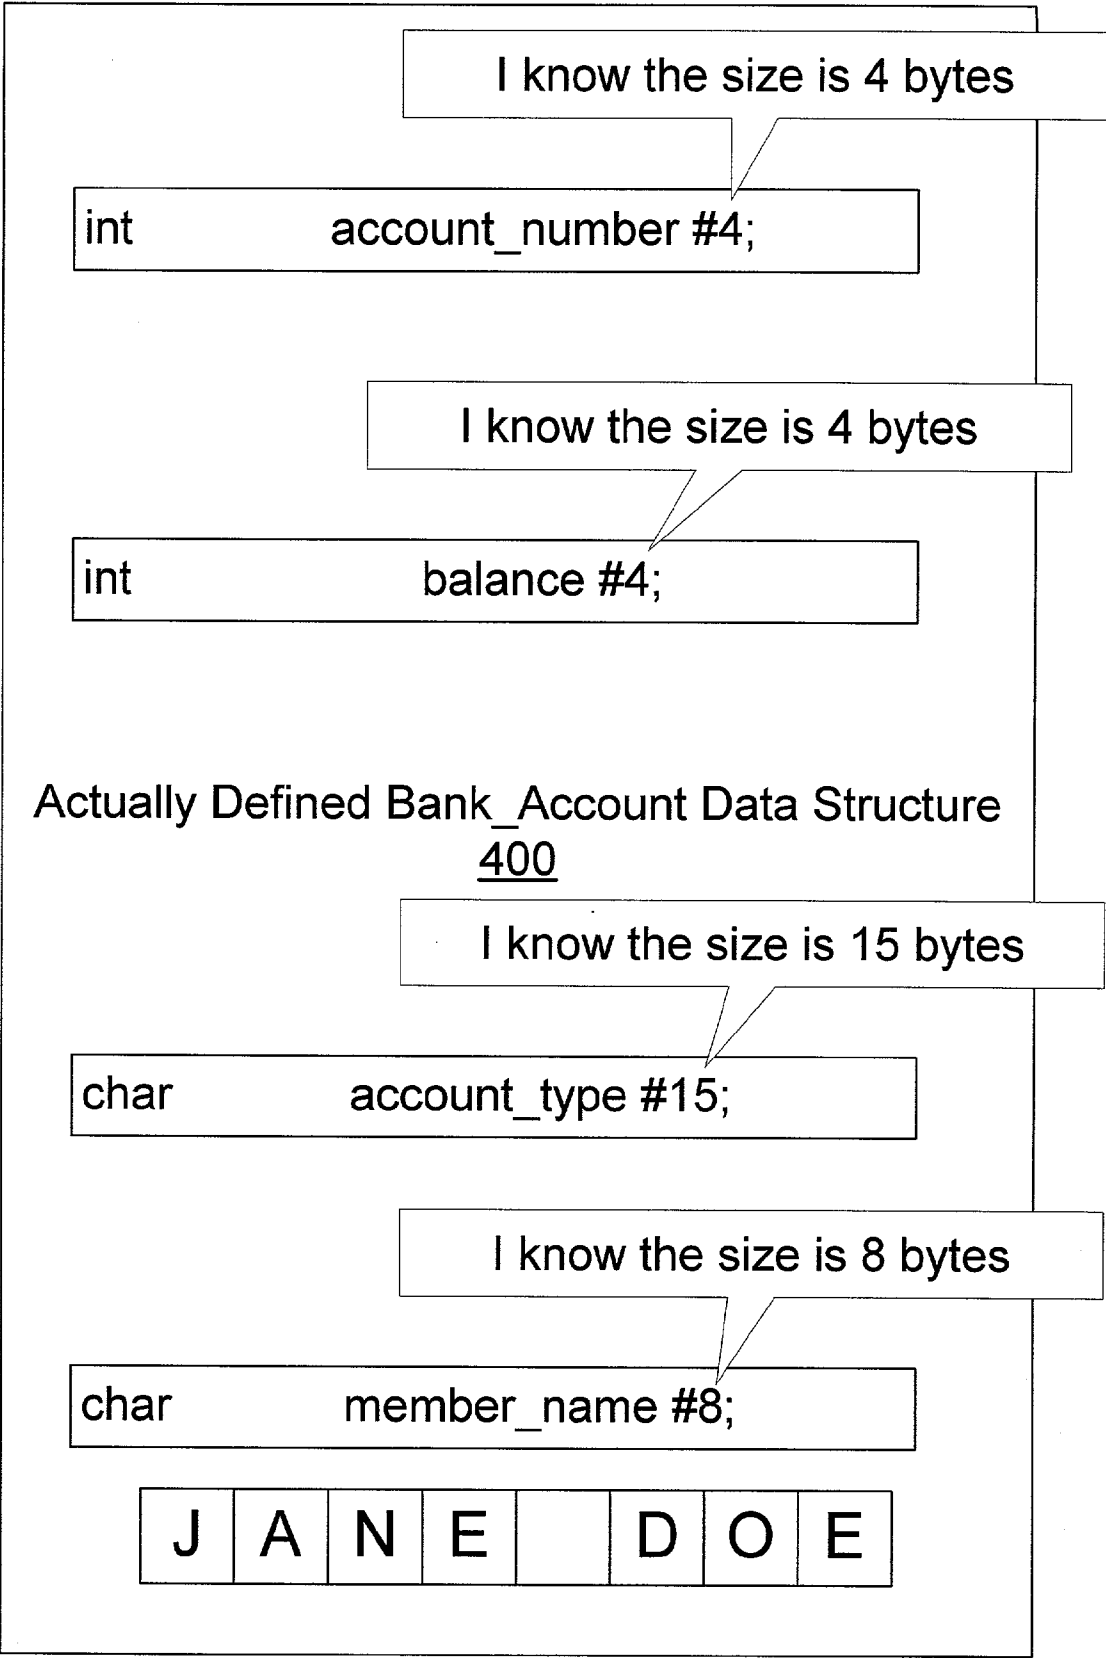 I know the size is 4 bytes
int account_number #4;
I know the size is 4 bytes
int balance #4;
Actually Defined Bank_Account Data Structure
400
I know the size is 15 bytes
char account_type #15;
I know the size is 8 bytes
char member_name #8;
J A N E D O E